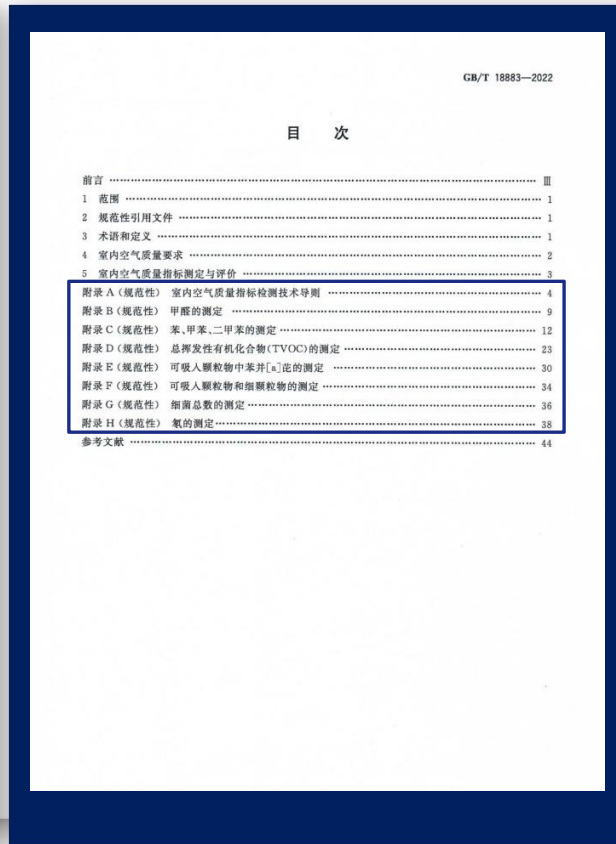 GB/T 18883—2022
目 次
前言 …… Ⅲ
1 范围 …… 1
2 规范性引用文件 …… 1
3 术语和定义 …… 1
4 室内空气质量要求 …… 2
5 室内空气质量指标测定与评价 …… 3
附录 A（规范性） 室内空气质量指标检测技术导则 …… 4
附录 B（规范性） 甲醛的测定 …… 9
附录 C（规范性） 苯、甲苯、二甲苯的测定 …… 12
附录 D（规范性） 总挥发性有机化合物(TVOC)的测定 …… 23
附录 E（规范性） 可吸入颗粒物中苯并[a]芘的测定 …… 30
附录 F（规范性） 可吸入颗粒物和细颗粒物的测定 …… 34
附录 G（规范性） 细菌总数的测定 …… 36
附录 H（规范性） 氡的测定 …… 38
参考文献 …… 44